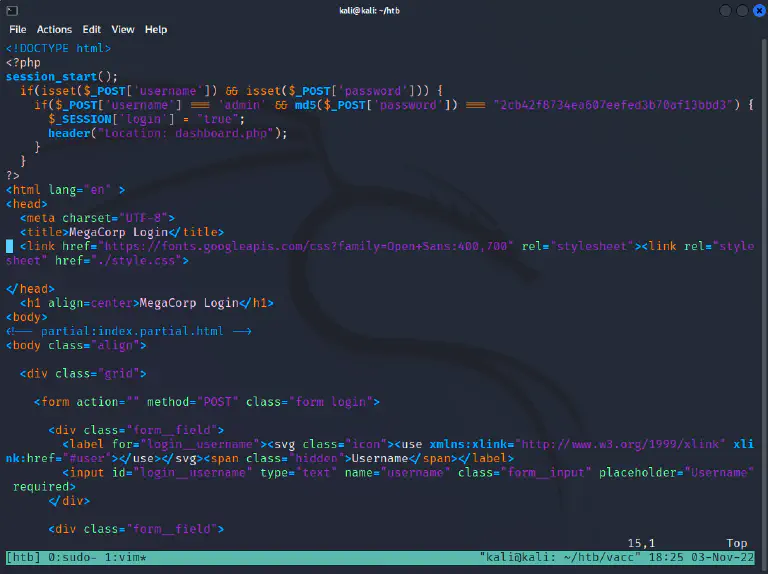 kali@kali: ~/htb
File Actions Edit View Help
<!DOCTYPE html>
<?php
session_start();
  if(isset($_POST['username']) && isset($_POST['password'])) {
    if($_POST['username'] === 'admin' && md5($_POST['password']) === "2cb42f8734ea607eefed3b70af13bbd3") {
      $_SESSION['login'] = "true";
      header("Location: dashboard.php");
    }
  }
?>
<html lang="en" >
<head>
  <meta charset="UTF-8">
  <title>MegaCorp Login</title>
  <link href="https://fonts.googleapis.com/css?family=Open+Sans:400,700" rel="stylesheet"><link rel="style
sheet" href="./style.css">
</head>
  <h1 align=center>MegaCorp Login</h1>
<body>
<!-- partial:index.partial.html -->
<body class="align">
  <div class="grid">
    <form action="" method="POST" class="form login">
      <div class="form__field">
        <label for="login__username"><svg class="icon"><use xmlns:xlink="http://www.w3.org/1999/xlink" xli
nk:href="#user"></use></svg><span class="hidden">Username</span></label>
        <input id="login__username" type="text" name="username" class="form__input" placeholder="Username"
 required>
      </div>
      <div class="form__field">
15,1 Top
[htb] 0:sudo- 1:vim* "kali@kali: ~/htb/vacc" 18:25 03-Nov-22